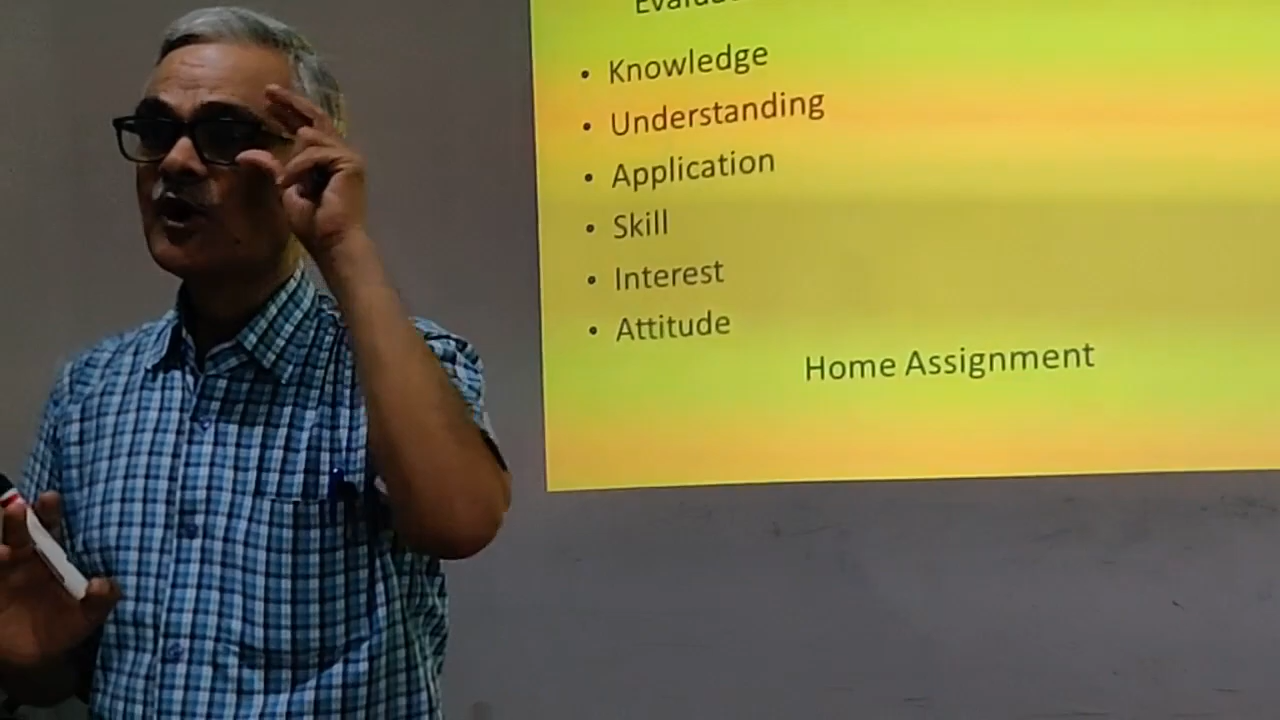 • Knowledge
• Understanding
• Application
• Skill
• Interest
• Attitude
Home Assignment